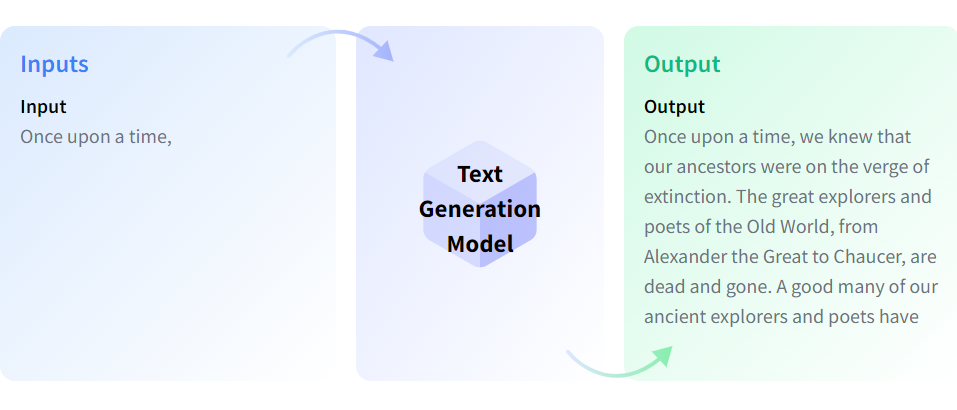 Inputs
Input
Once upon a time,
Text
Generation
Model
Output
Output
Once upon a time, we knew that
our ancestors were on the verge of
extinction. The great explorers and
poets of the Old World, from
Alexander the Great to Chaucer, are
dead and gone. A good many of our
ancient explorers and poets have